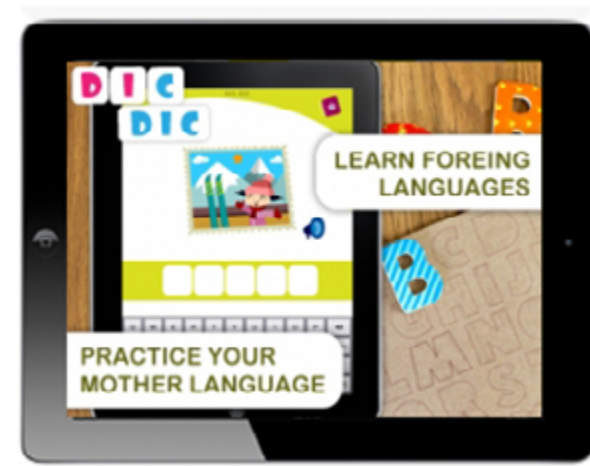 DIC
DIC
LEARN FOREING
LANGUAGES
B
B
PRACTICE YOUR
MOTHER LANGUAGE